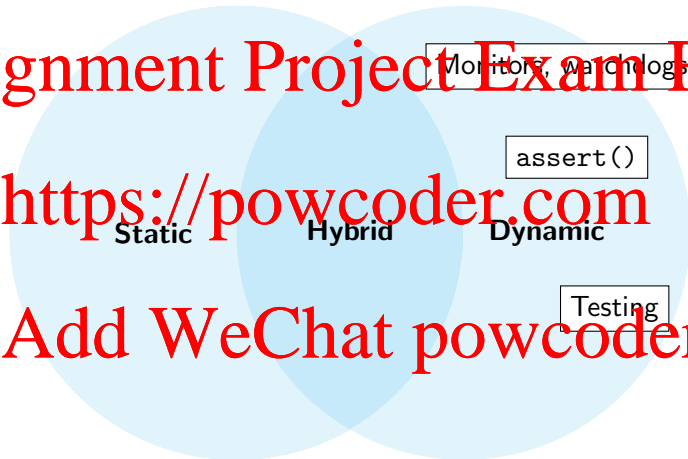 gnment Project Exam
Monitors, watchdogs
assert()
https://powcoder.com
Static Hybrid Dynamic
Testing
Add WeChat powcoder